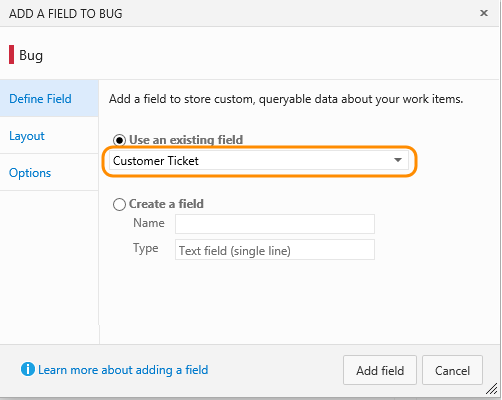 ADD A FIELD TO BUG
Bug
Define Field
Layout
Options
Add a field to store custom, queryable data about your work items.
Use an existing field
Customer Ticket
Create a field
Name
Type Text field (single line)
Learn more about adding a field
Add field Cancel